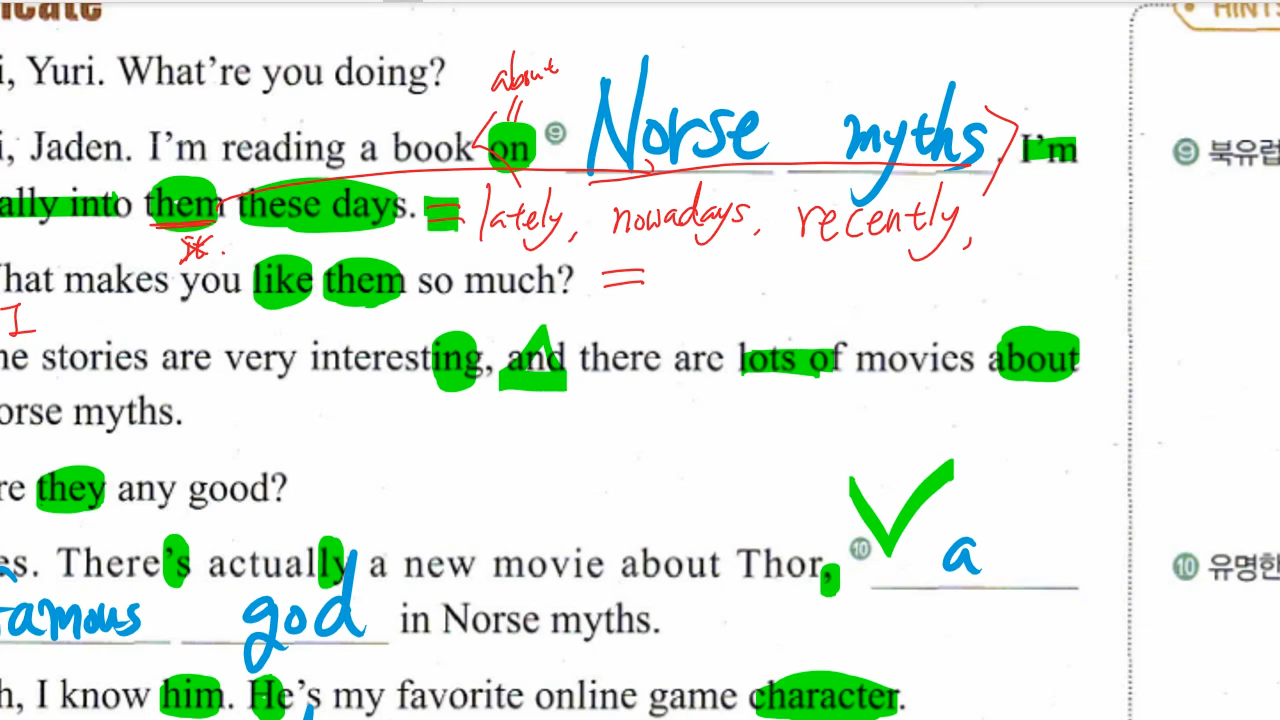 icate
HINTS
i, Yuri. What're you doing?
about
i, Jaden. I'm reading a book on ⑨ Norse myths. I'm
⑨ 북유럽
ally into them these days. = lately, nowadays, recently,
hat makes you like them so much? =
I
ne stories are very interesting, and there are lots of movies about
orse myths.
re they any good?
es. There's actually a new movie about Thor, ⑩ a
⑩ 유명한
famous god in Norse myths.
h, I know him. He's my favorite online game character.